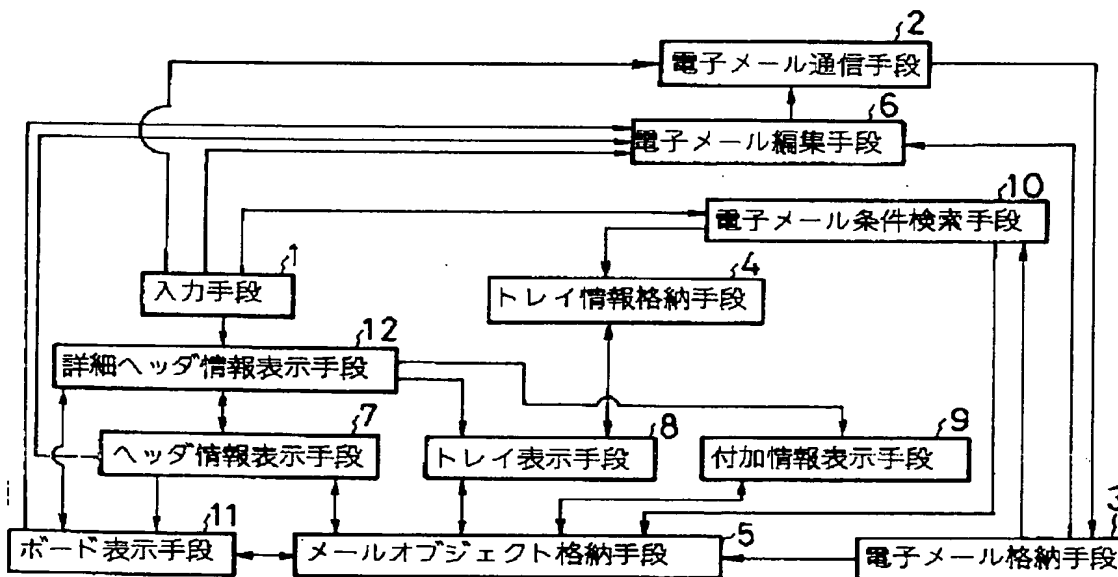 2
電子メール通信手段
6
電子メール編集手段
10
電子メール条件検索手段
1
入力手段
4
トレイ情報格納手段
12
詳細ヘッダ情報表示手段
7
ヘッダ情報表示手段
8
トレイ表示手段
9
付加情報表示手段
11
ボード表示手段
5
メールオブジェクト格納手段
3
電子メール格納手段